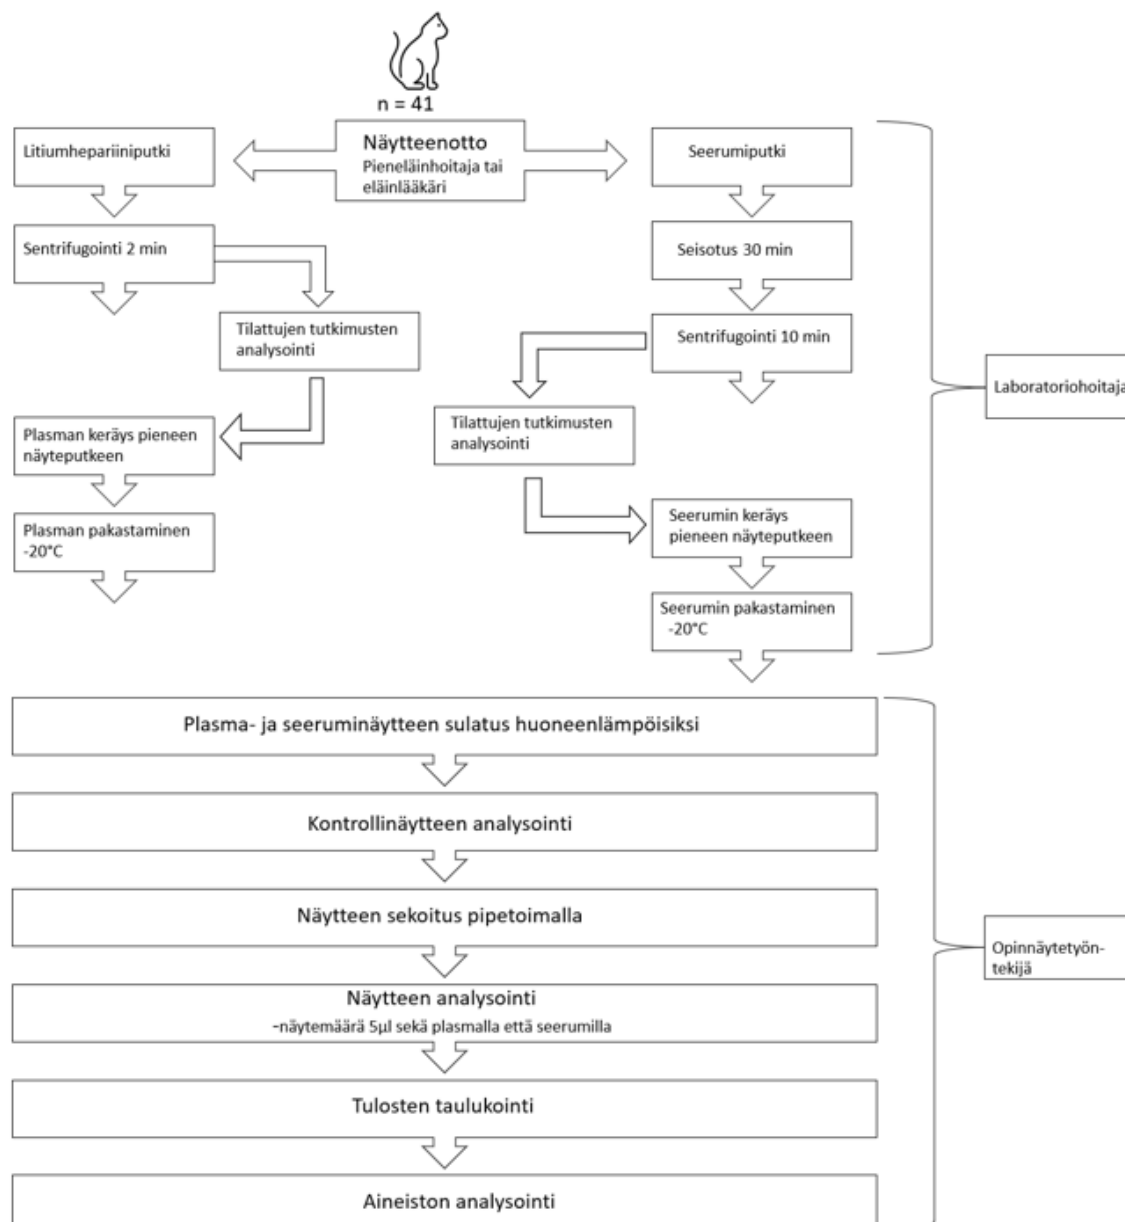 n = 41
Näytteenotto
Pieneläinhoitaja tai
eläinlääkäri
Litiumhepariiniputki
Sentrifugointi 2 min
Tilattujen tutkimusten
analysointi
Plasman keräys pieneen
näyteputkeen
Plasman pakastaminen
-20°C
Seerumiputki
Seisotus 30 min
Sentrifugointi 10 min
Tilattujen tutkimusten
analysointi
Seerumin keräys
pieneen näyteputkeen
Seerumin pakastaminen
-20°C
Laboratoriohoitaja
Plasma- ja seeruminäytteen sulatus huoneenlämpöisiksi
Kontrollinäytteen analysointi
Näytteen sekoitus pipetoimalla
Näytteen analysointi
-näytemäärä 5µl sekä plasmalla että seerumilla
Tulosten taulukointi
Aineiston analysointi
Opinnäytetyön-
tekijä